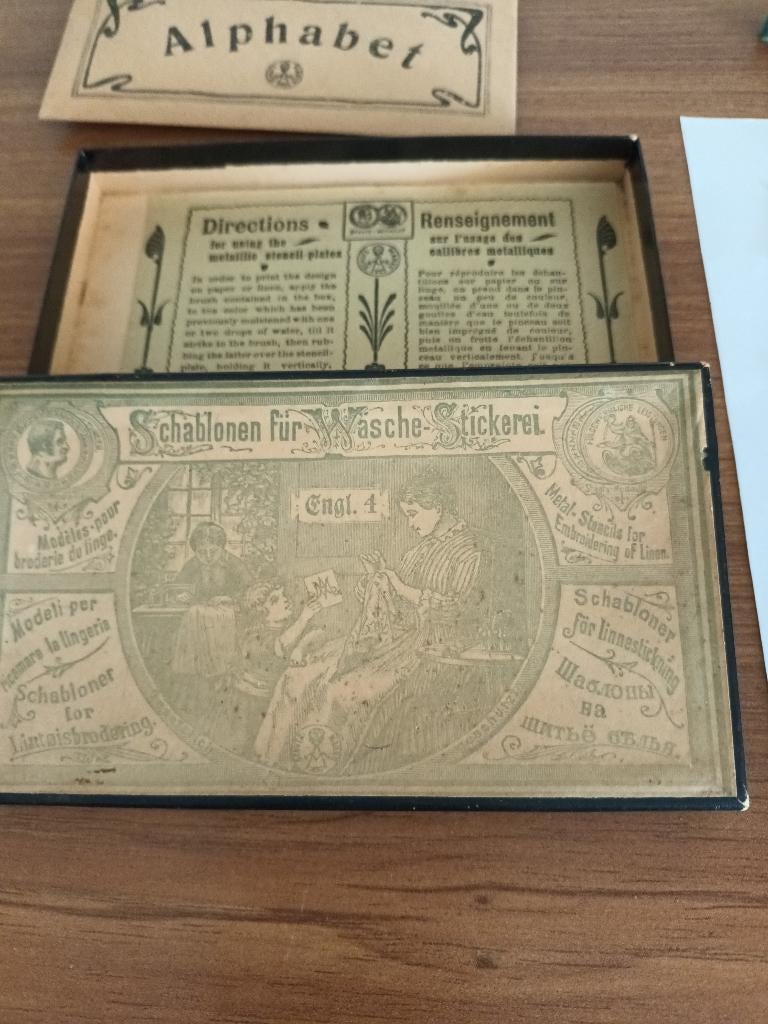 Alphabet
Directions
for using the
metallic stencil-plates
In order to print the design
on paper or linen, apply the
brush contained in the box,
to the color which has been
previously moistened with one
or two drops of water, till it
stricks to the brush, then rub-
bing the latter over the stencil-
plate, holding it vertically,
Renseignement
sur l'usage des
calibres métalliques
Pour réproduire les échan-
tillons sur papier ou sur
linge, on prend dans le pin-
ceau un peu de couleur,
mouillée d'une ou de deux
gouttes d'eau toutefois de
manière que le pinceau soit
bien imprégné de couleur,
puis on frotte l'échantillon
métallique en tenant le pin-
ceau verticalement,
Schablonen für Wäsche-Stickerei.
Engl. 4
Modèles pour
broderie du linge.
Metal-Stencils for
Embroidering of Linen.
Modeli per
ricamare la lingeria
Schabloner
for
Lintøisbrodering.
Schabloner
för linnestickning
Шаблоны
на
шитьё бѣлья.